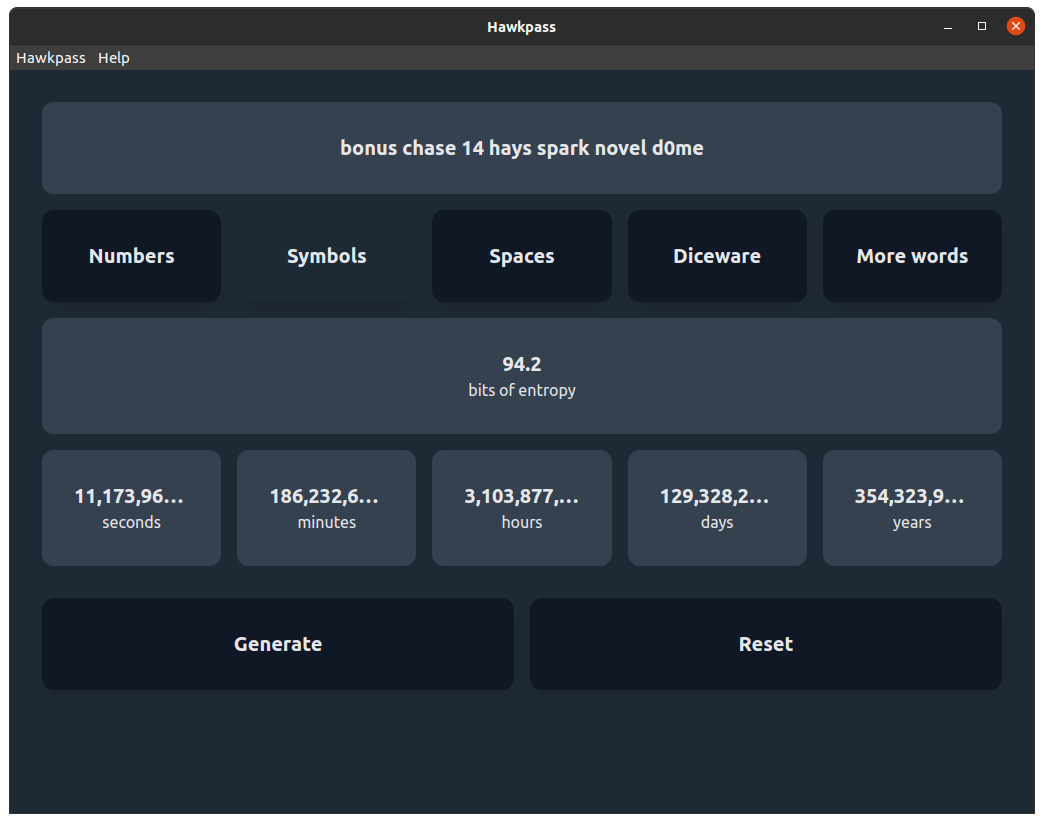 Hawkpass
Hawkpass Help
bonus chase 14 hays spark novel d0me
Numbers Symbols Spaces Diceware More words
94.2
bits of entropy
11,173,96... 186,232,6... 3,103,877,... 129,328,2... 354,323,9...
seconds minutes hours days years
Generate Reset